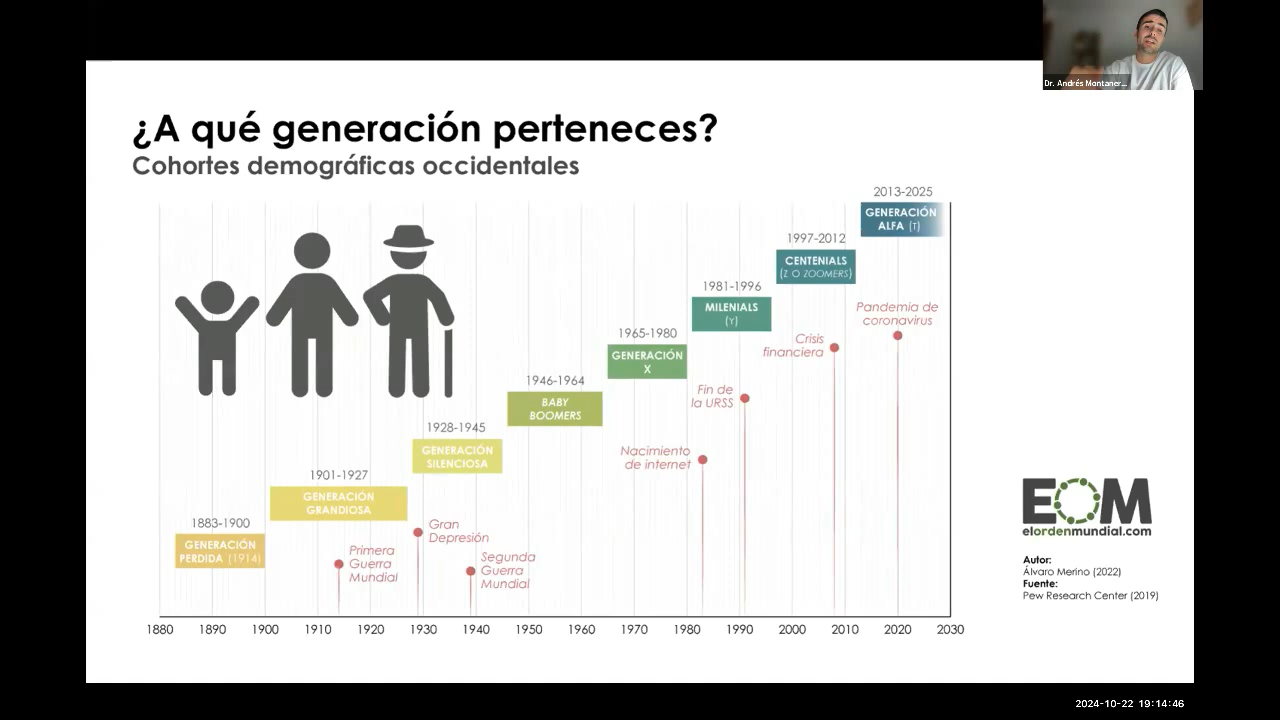 Dr. Andrés Montaner...
¿A qué generación perteneces?
Cohortes demográficas occidentales
2013-2025
GENERACIÓN
ALFA (T)
1997-2012
CENTENIALS
(Z O ZOOMERS)
1981-1996
MILENIALS
(Y)
Pandemia de
coronavirus
Crisis
financiera
1965-1980
GENERACIÓN
X
Fin de
la URSS
1946-1964
BABY
BOOMERS
Nacimiento
de internet
1928-1945
GENERACIÓN
SILENCIOSA
1901-1927
GENERACIÓN
GRANDIOSA
Gran
Depresión
1883-1900
GENERACIÓN
PERDIDA (1914)
Primera
Guerra
Mundial
Segunda
Guerra
Mundial
1880 1890 1900 1910 1920 1930 1940 1950 1960 1970 1980 1990 2000 2010 2020 2030
EOM
elordenmundial.com
Autor:
Álvaro Merino (2022)
Fuente:
Pew Research Center (2019)
2024-10-22 19:14:46